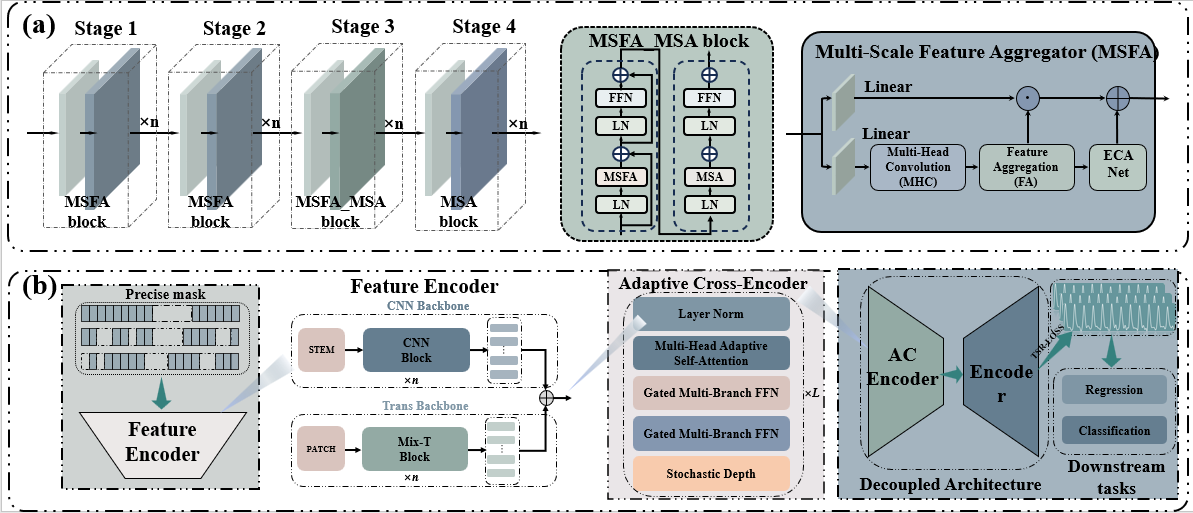 (a)
Stage 1
Stage 2
Stage 3
Stage 4
×n
×n
×n
×n
MSFA
block
MSFA
block
MSFA_MSA
block
MSA
block
MSFA_MSA block
FFN
LN
MSFA
LN
FFN
LN
MSA
LN
Multi-Scale Feature Aggregator (MSFA)
Linear
Linear
Multi-Head
Convolution
(MHC)
Feature
Aggregation
(FA)
ECA
Net
(b)
Precise mask
Feature
Encoder
Feature Encoder
CNN Backbone
STEM
CNN
Block
×n
Trans Backbone
PATCH
Mix-T
Block
×n
Adaptive Cross-Encoder
Layer Norm
Multi-Head Adaptive
Self-Attention
Gated Multi-Branch FFN
Gated Multi-Branch FFN
Stochastic Depth
×L
AC
Encoder
Encode
r
Decoupled Architecture
Regression
Classification
Downstream
tasks